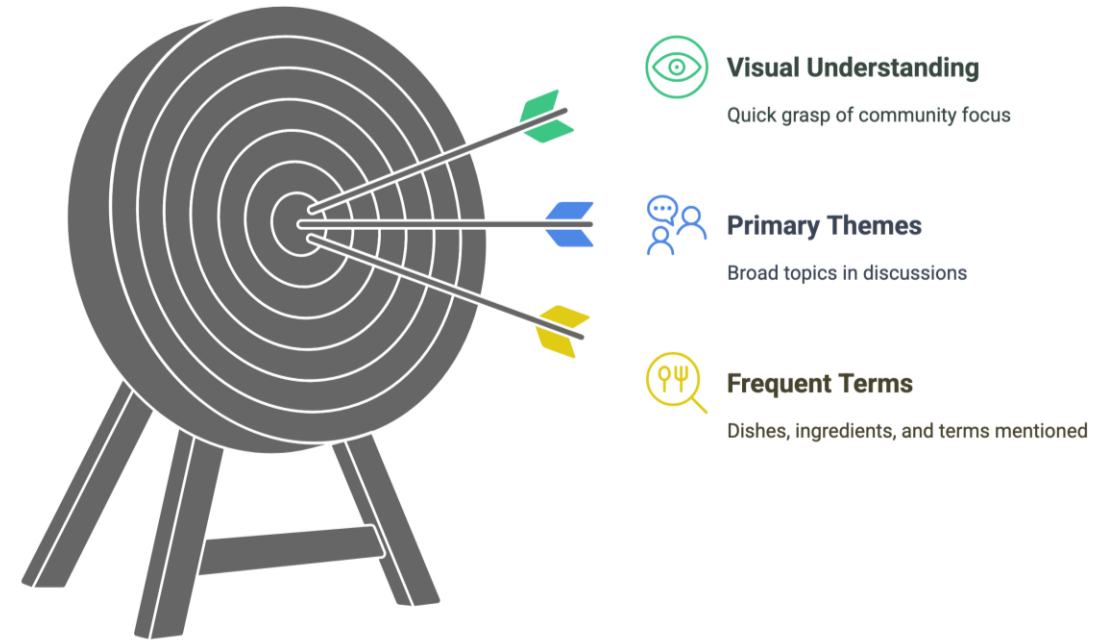 Visual Understanding
Quick grasp of community focus
Primary Themes
Broad topics in discussions
Frequent Terms
Dishes, ingredients, and terms mentioned